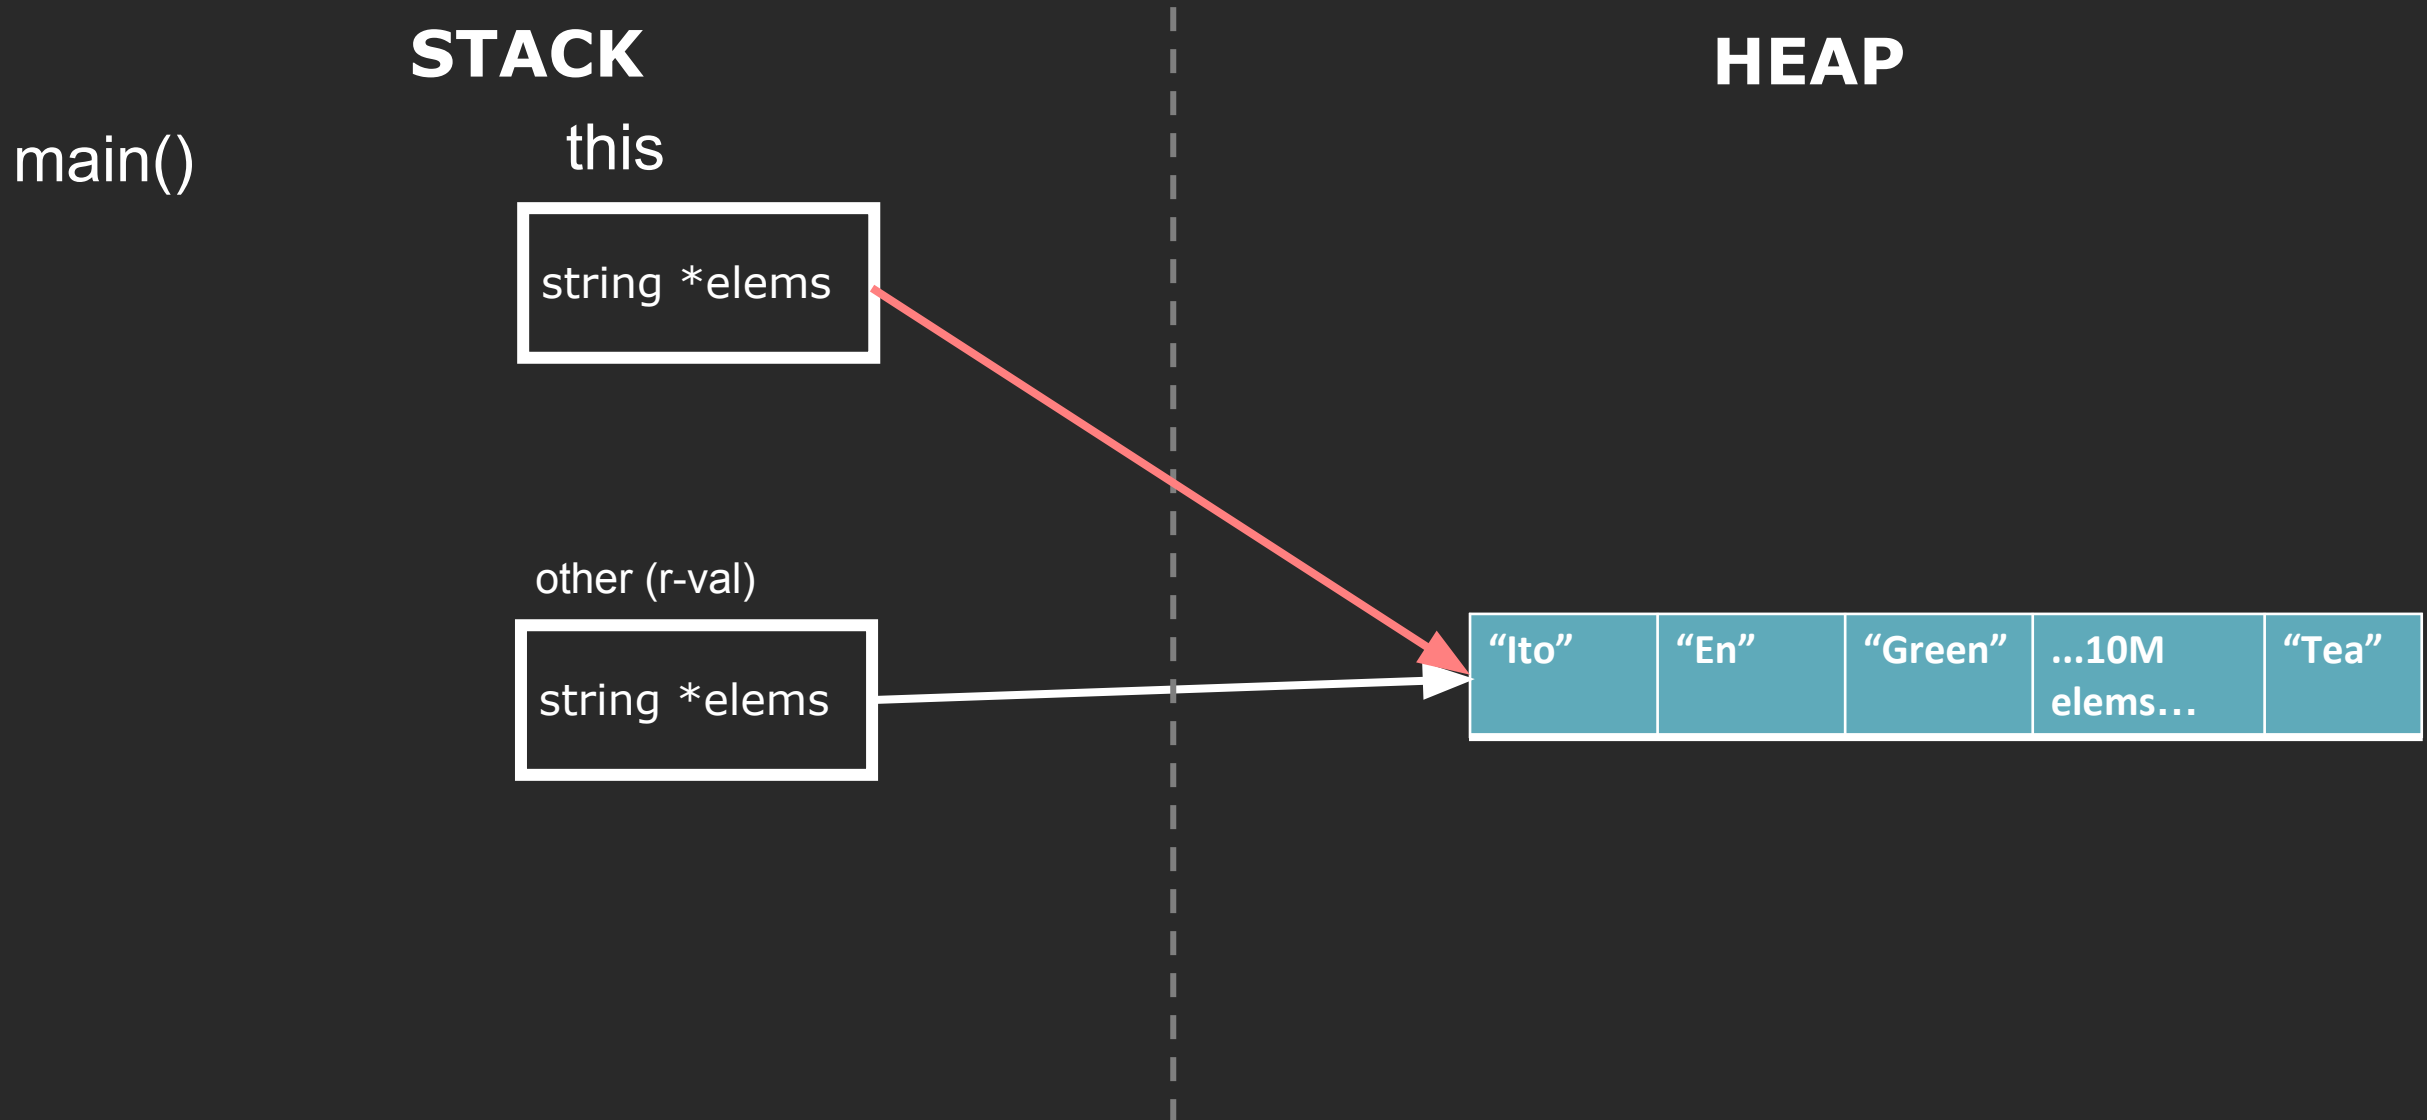 STACK
HEAP
main()
this
string *elems
other (r-val)
string *elems
“Ito”
“En”
“Green”
...10M
elems...
“Tea”